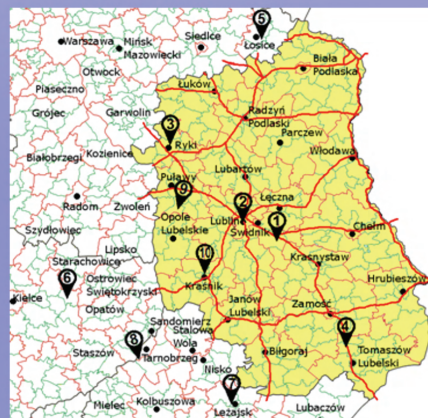 5
Siedlce
Łosice
Warszawa
Mińsk
Mazowiecki
Biała
Podlaska
Otwock
Piaseczno
Łuków
Garwolin
Grójec
Radzyń
Podlaski
3
Parczew
Ryki
Kozienice
Białobrzegi
Włodawa
Lubartów
Puławy
9
Radom
Zwoleń
Łęczna
2
Opole
Lubelskie
Lublin
Świdnik
1
Chełm
Szydłowiec
Lipsko
Starachowice
10
Krasnystaw
6
Ostrowiec
Świętokrzyski
Kraśnik
Hrubieszów
Kielce
Opatów
Janów
Lubelski
Zamość
Sandomierz
Stalowa
Wola
4
8
Staszów
Tarnobrzeg
Biłgoraj
Tomaszów
Lubelski
Nisko
7
Mielec
Kolbuszowa
Leżajsk
Lubaczów